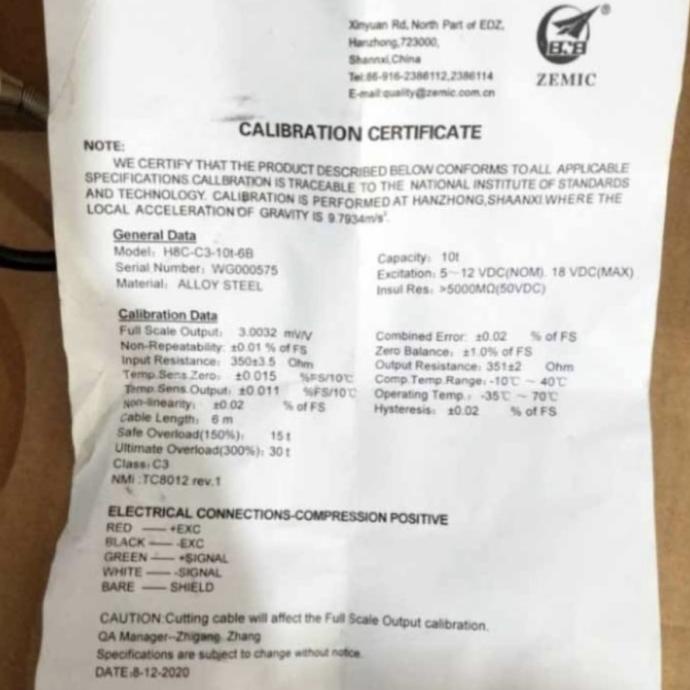 Xinyuan Rd, North Part of EDZ,
Hanzhong,723000,
Shannxi,China
Tel:86-916-2386112,2386114
E-mail:quality@zemic.com.cn
®
ZEMIC
CALIBRATION CERTIFICATE
NOTE:
WE CERTIFY THAT THE PRODUCT DESCRIBED BELOW CONFORMS TO ALL APPLICABLE
SPECIFICATIONS CALLBRATION IS TRACEABLE TO THE NATIONAL INSTITUTE OF STANDARDS
AND TECHNOLOGY. CALIBRATION IS PERFORMED AT HANZHONG,SHAANXI.WHERE THE
LOCAL ACCELERATION OF GRAVITY IS 9.7934m/s².
General Data
Model: H8C-C3-10t-6B
Serial Number: WG000575
Material: ALLOY STEEL
Capacity: 10t
Excitation: 5~12 VDC(NOM). 18 VDC(MAX)
Insul Res: >5000MΩ(50VDC)
Calibration Data
Full Scale Output: 3.0032 mV/V
Non-Repeatability: ±0.01 % of FS
Input Resistance: 350±3.5 Ohm
Temp.Sens.Zero: ±0.015 %FS/10℃
Temp.Sens.Output: ±0.011 %FS/10℃
Non-linearity: ±0.02 % of FS
Cable Length: 6 m
Safe Overload(150%): 15 t
Ultimate Overload(300%): 30 t
Class: C3
NMi :TC8012 rev.1
Combined Error: ±0.02 % of FS
Zero Balance: ±1.0% of FS
Output Resistance: 351±2 Ohm
Comp.Temp.Range: -10℃ ~ 40℃
Operating Temp.: -35℃ ~ 70℃
Hysteresis: ±0.02 % of FS
ELECTRICAL CONNECTIONS-COMPRESSION POSITIVE
RED —— +EXC
BLACK —— -EXC
GREEN —— +SIGNAL
WHITE —— -SIGNAL
BARE —— SHIELD
CAUTION:Cutting cable will affect the Full Scale Output calibration.
QA Manager--Zhigang. Zhang
Specifications are subject to change without notice.
DATE:8-12-2020